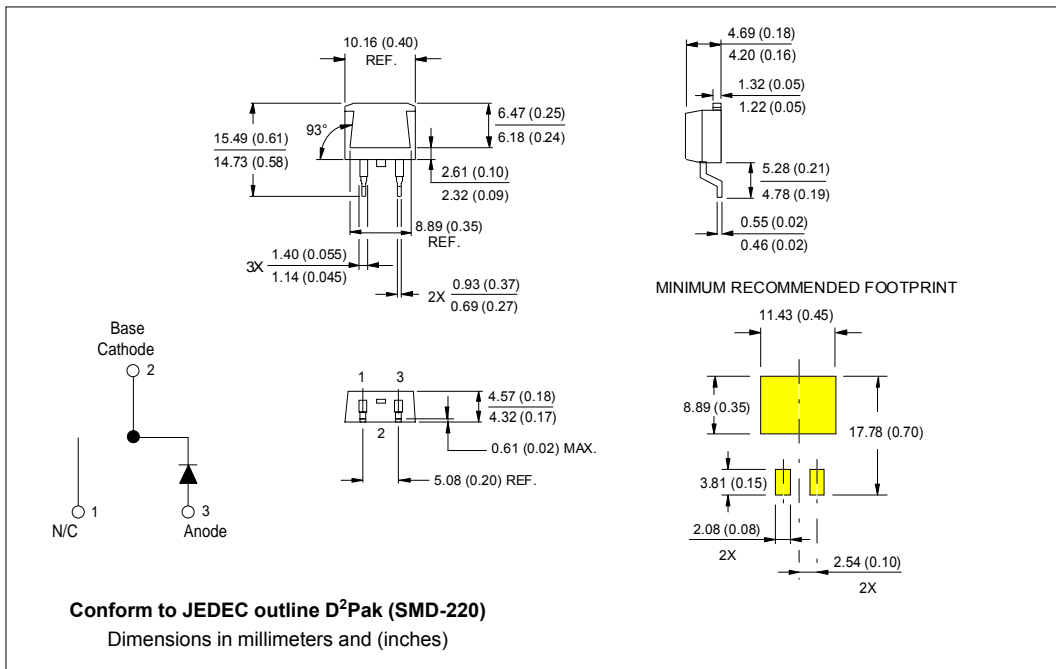 10.16 (0.40)
REF.
15.49 (0.61)
14.73 (0.58)
93°
6.47 (0.25)
6.18 (0.24)
2.61 (0.10)
2.32 (0.09)
8.89 (0.35)
REF.
3X 1.40 (0.055)
1.14 (0.045)
2X 0.93 (0.37)
0.69 (0.27)
4.69 (0.18)
4.20 (0.16)
1.32 (0.05)
1.22 (0.05)
5.28 (0.21)
4.78 (0.19)
0.55 (0.02)
0.46 (0.02)
Base
Cathode
2
1
N/C
3
Anode
1 3
2
4.57 (0.18)
4.32 (0.17)
0.61 (0.02) MAX.
5.08 (0.20) REF.
MINIMUM RECOMMENDED FOOTPRINT
11.43 (0.45)
8.89 (0.35)
17.78 (0.70)
3.81 (0.15)
2.08 (0.08)
2X
2.54 (0.10)
2X
Conform to JEDEC outline D²Pak (SMD-220)
Dimensions in millimeters and (inches)